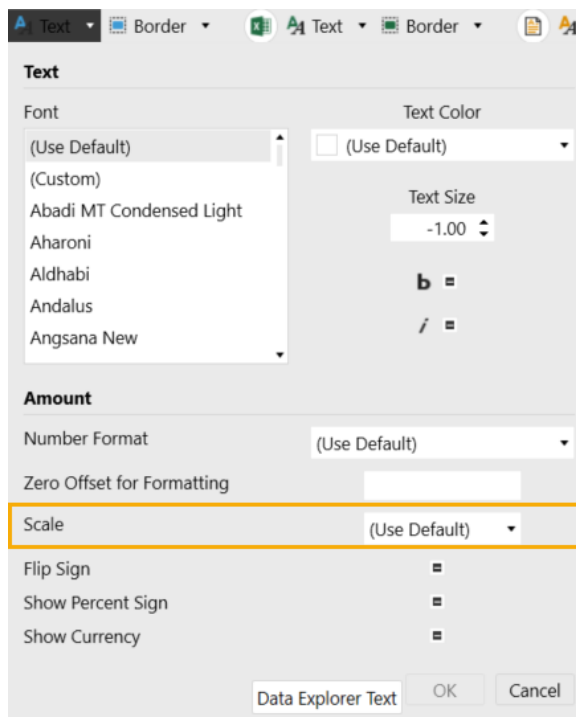 Text Border Text Border
Text
Font Text Color
(Use Default) (Use Default)
(Custom)
Abadi MT Condensed Light Text Size
Aharoni -1.00
Aldhabi
Andalus b
Angsana New i
Amount
Number Format (Use Default)
Zero Offset for Formatting
Scale (Use Default)
Flip Sign
Show Percent Sign
Show Currency
Data Explorer Text OK Cancel